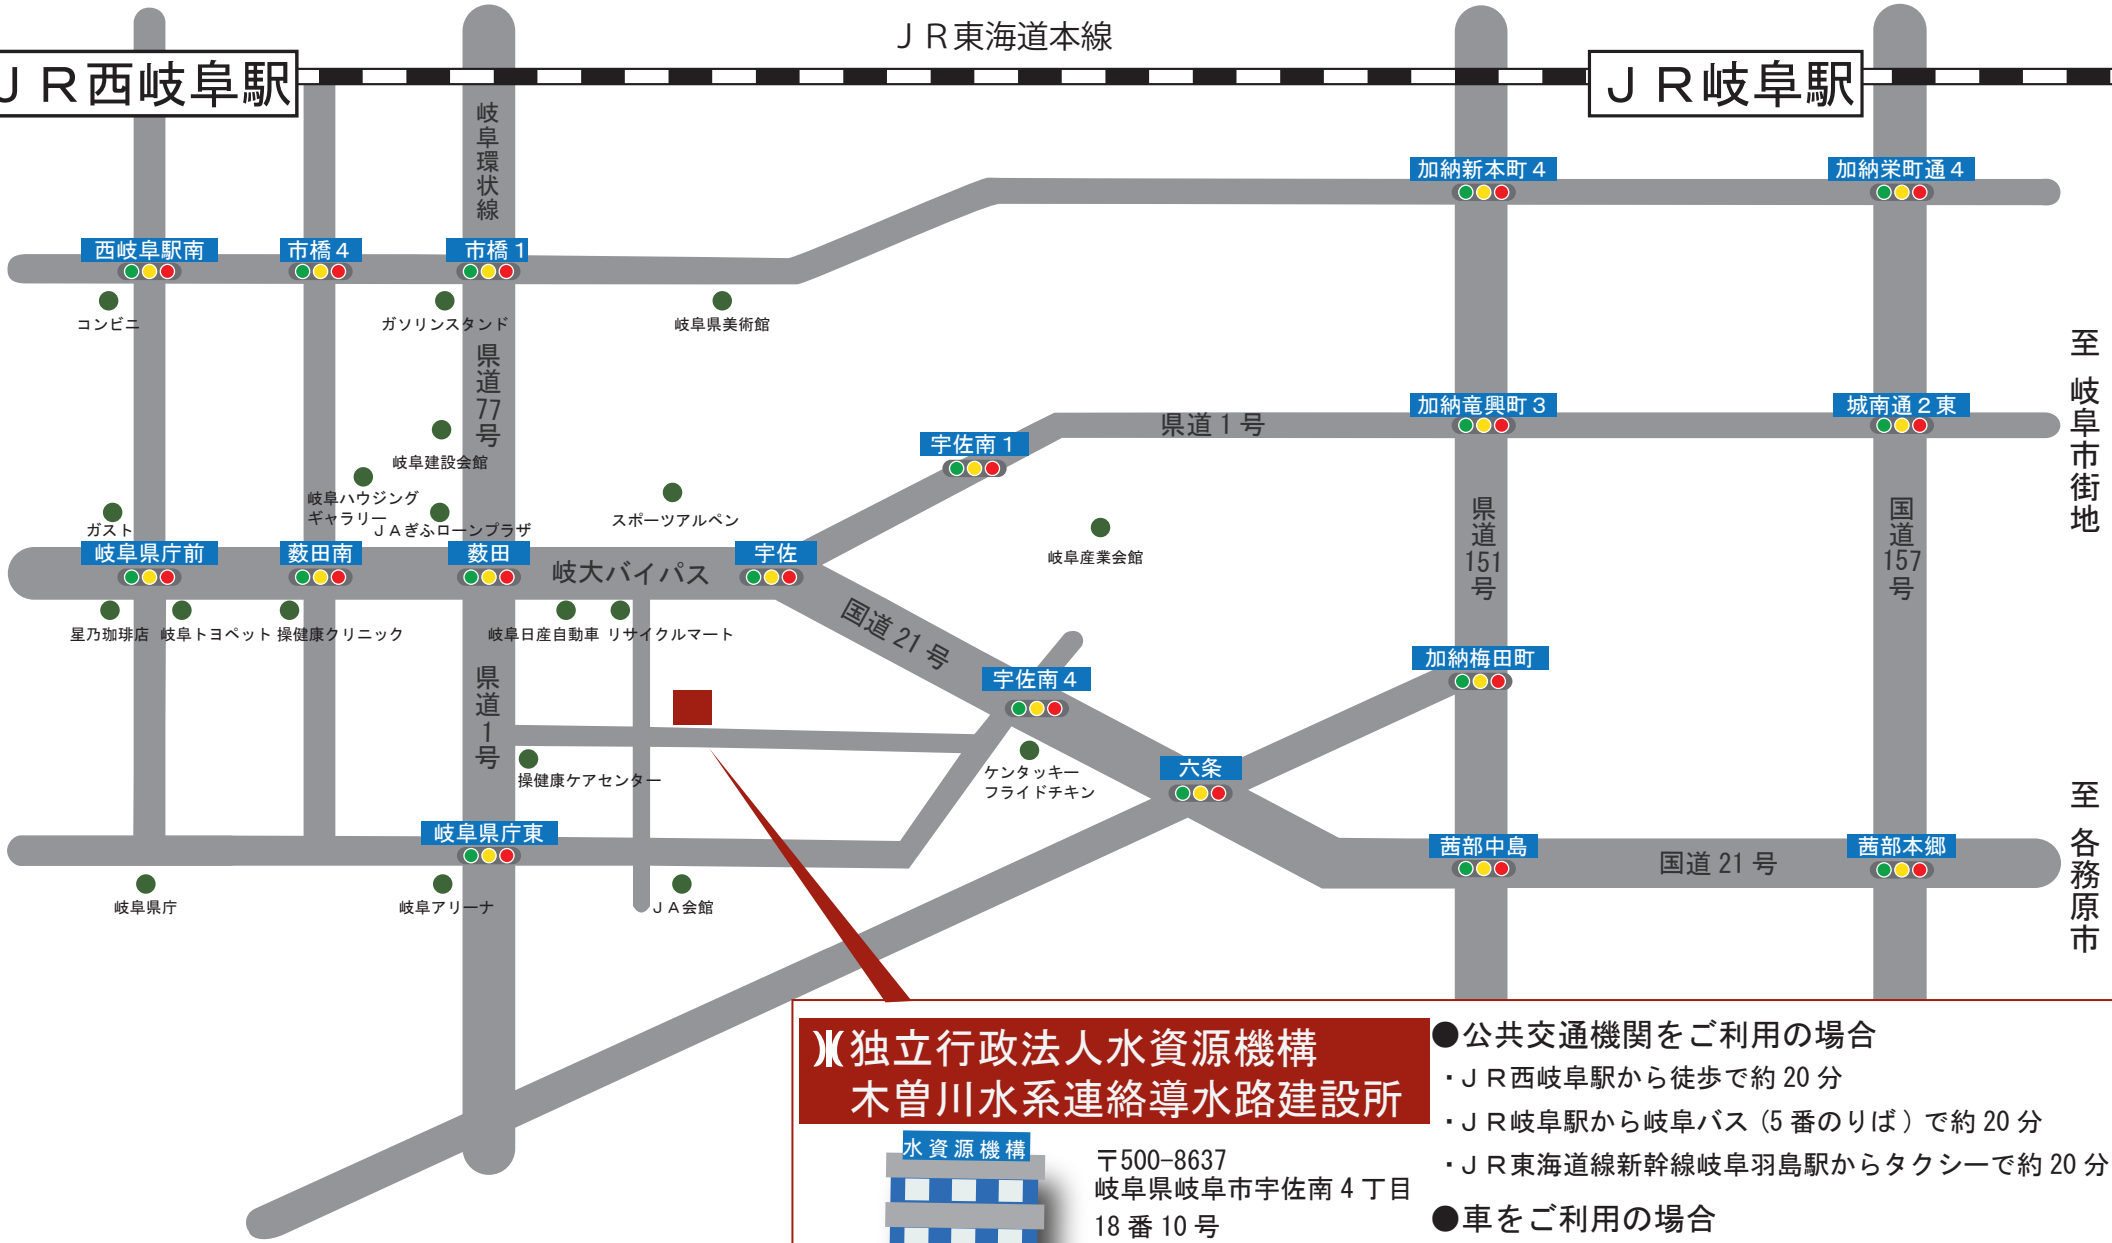 ＪＲ東海道本線
ＪＲ西岐阜駅
ＪＲ岐阜駅
岐阜環状線
加納新本町４
加納栄町通４
西岐阜駅南
市橋４
市橋１
コンビニ
ガソリンスタンド
岐阜県美術館
県道77号
至 岐阜市街地
加納竜興町３
城南通２東
県道１号
宇佐南１
岐阜建設会館
岐阜ハウジング
ギャラリー
ＪＡぎふローンプラザ
ガスト
スポーツアルペン
岐阜産業会館
県道151号
国道157号
岐阜県庁前
薮田南
薮田
岐大バイパス
宇佐
星乃珈琲店
岐阜トヨペット
操健康クリニック
岐阜日産自動車
リサイクルマート
国道 21 号
加納梅田町
宇佐南４
県道１号
操健康ケアセンター
ケンタッキー
フライドチキン
六条
至 各務原市
岐阜県庁東
茜部中島
国道 21 号
茜部本郷
岐阜県庁
岐阜アリーナ
ＪＡ会館
独立行政法人水資源機構
木曽川水系連絡導水路建設所
水資源機構
〒500-8637
岐阜県岐阜市宇佐南４丁目
18 番 10 号
●公共交通機関をご利用の場合
・ＪＲ西岐阜駅から徒歩で約 20 分
・ＪＲ岐阜駅から岐阜バス（5 番のりば）で約 20 分
・ＪＲ東海道線新幹線岐阜羽島駅からタクシーで約 20 分
●車をご利用の場合